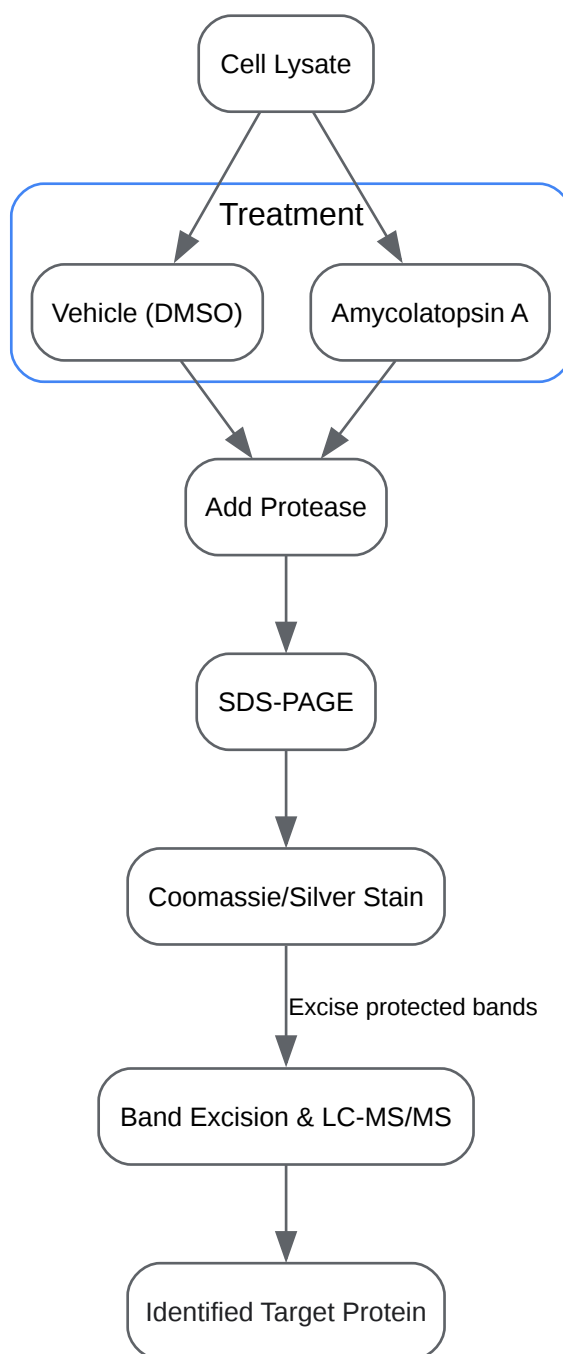 Cell Lysate
Treatment
Vehicle (DMSO)
Amycolatopsin A
Add Protease
SDS-PAGE
Coomassie/Silver Stain
Excise protected bands
Band Excision & LC-MS/MS
Identified Target Protein